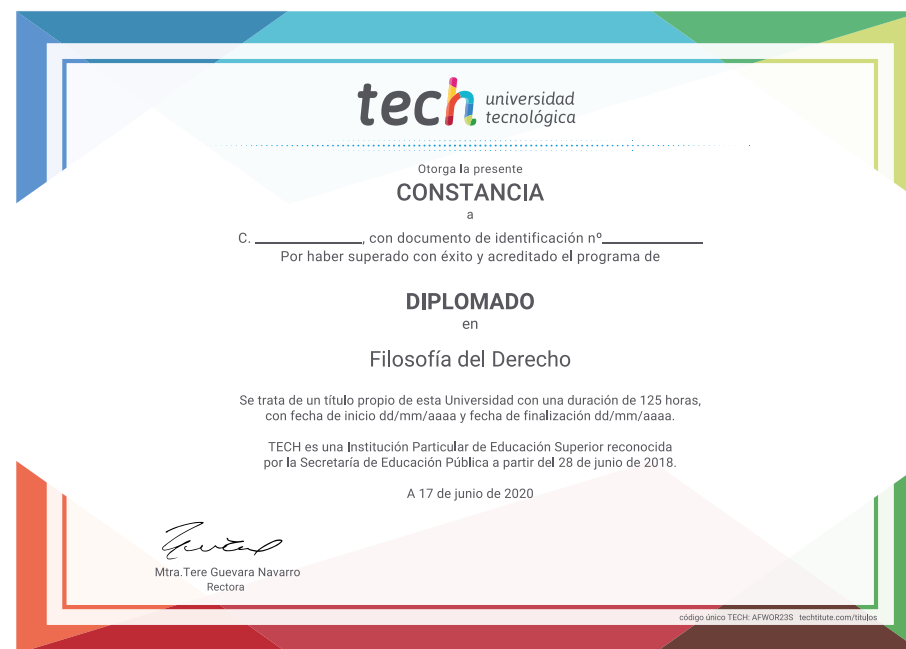 tech universidad
tecnológica
Otorga la presente
CONSTANCIA
a
C. ____________, con documento de identificación nº____________
Por haber superado con éxito y acreditado el programa de
DIPLOMADO
en
Filosofía del Derecho
Se trata de un título propio de esta Universidad con una duración de 125 horas,
con fecha de inicio dd/mm/aaaa y fecha de finalización dd/mm/aaaa.
TECH es una Institución Particular de Educación Superior reconocida
por la Secretaría de Educación Pública a partir del 28 de junio de 2018.
A 17 de junio de 2020
Mtra.Tere Guevara Navarro
Rectora
código único TECH: AFWOR23S techtitute.com/titulos